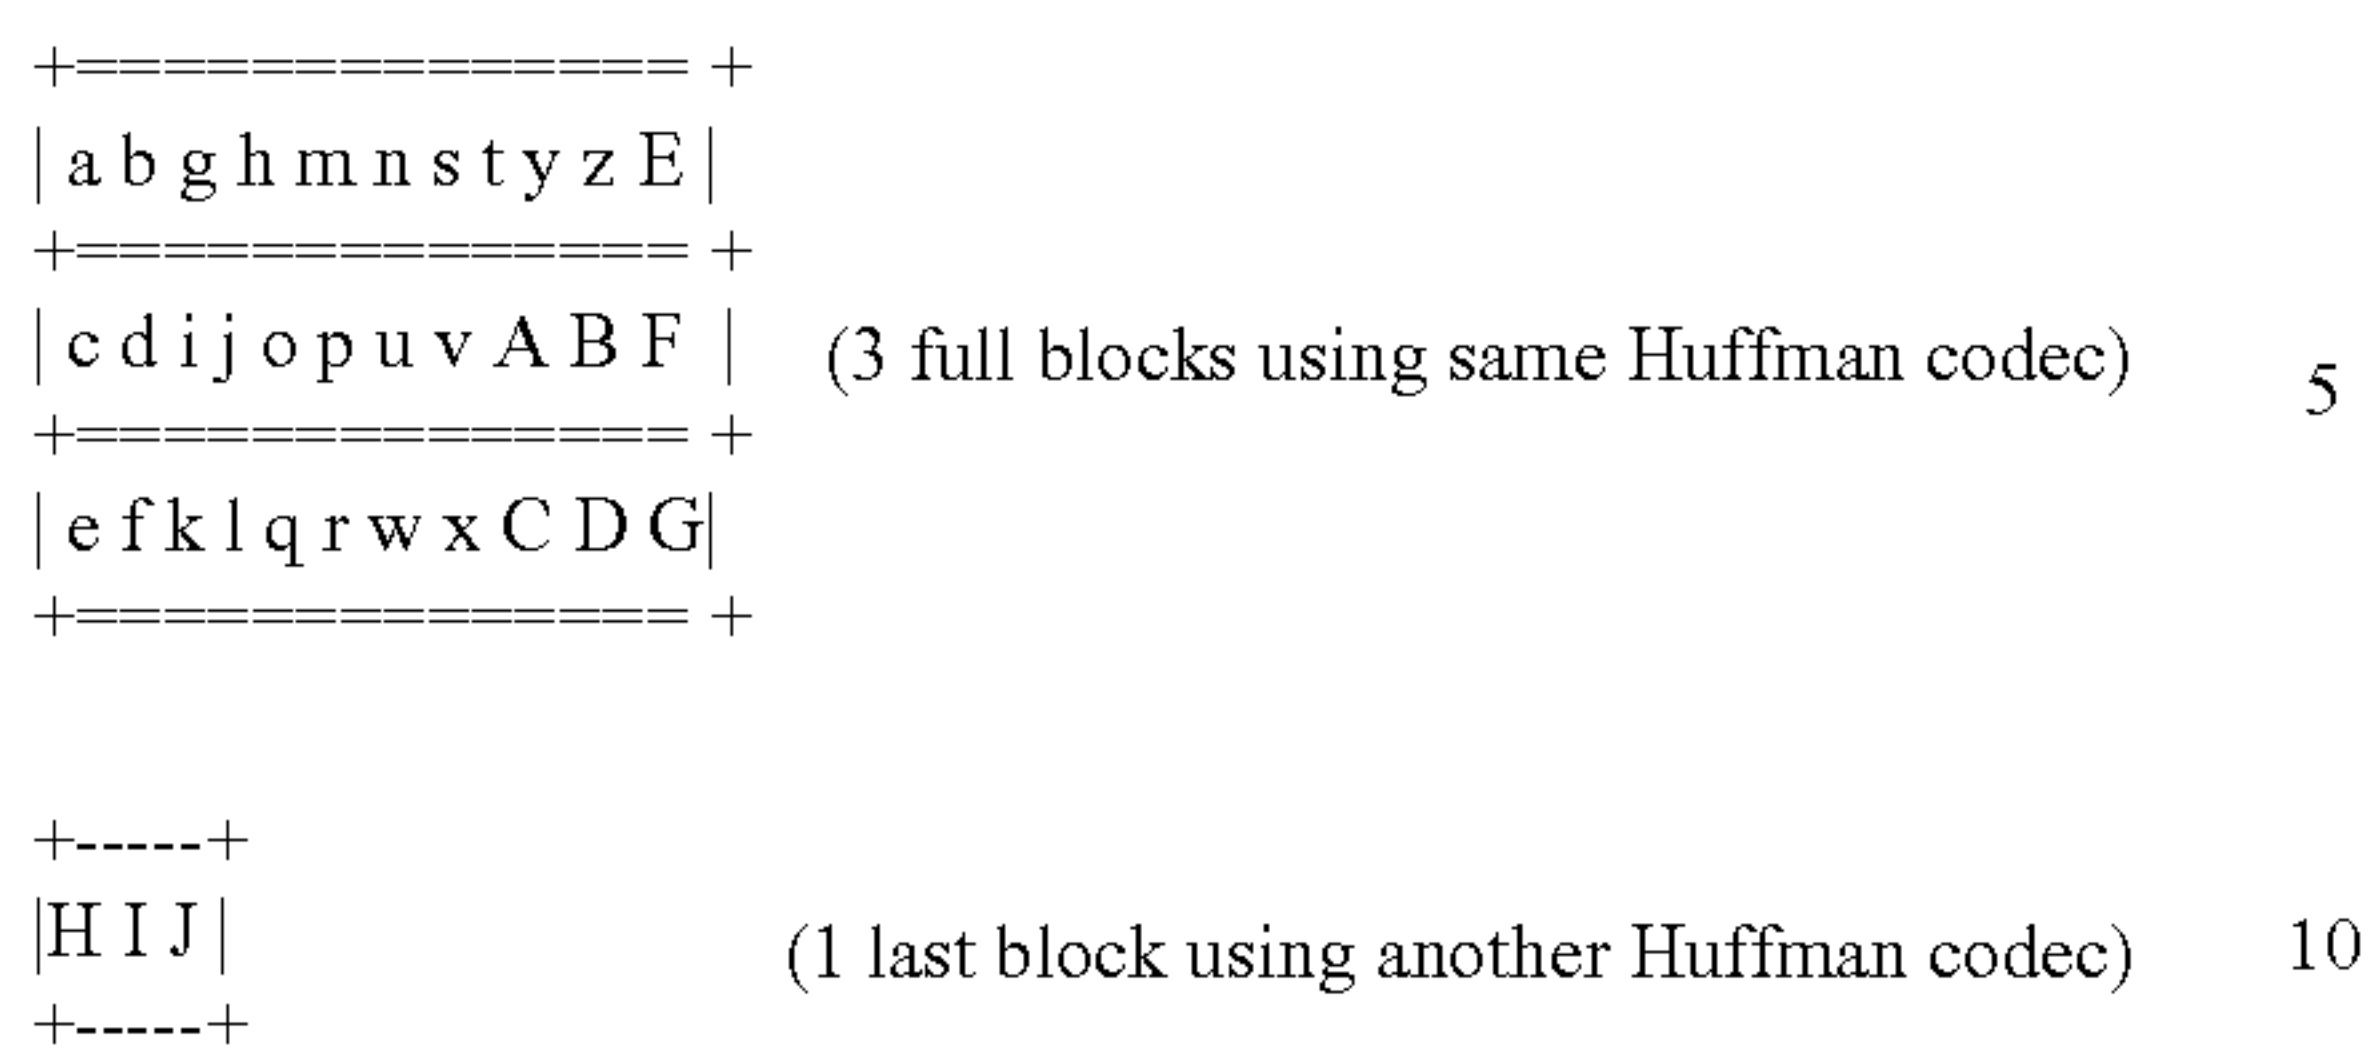 +============== +
| a b g h m n s t y z E |
+============== +
| c d i j o p u v A B F | (3 full blocks using same Huffman codec) 5
+============== +
| e f k l q r w x C D G|
+============== +
+-----+
|H I J | (1 last block using another Huffman codec) 10
+-----+